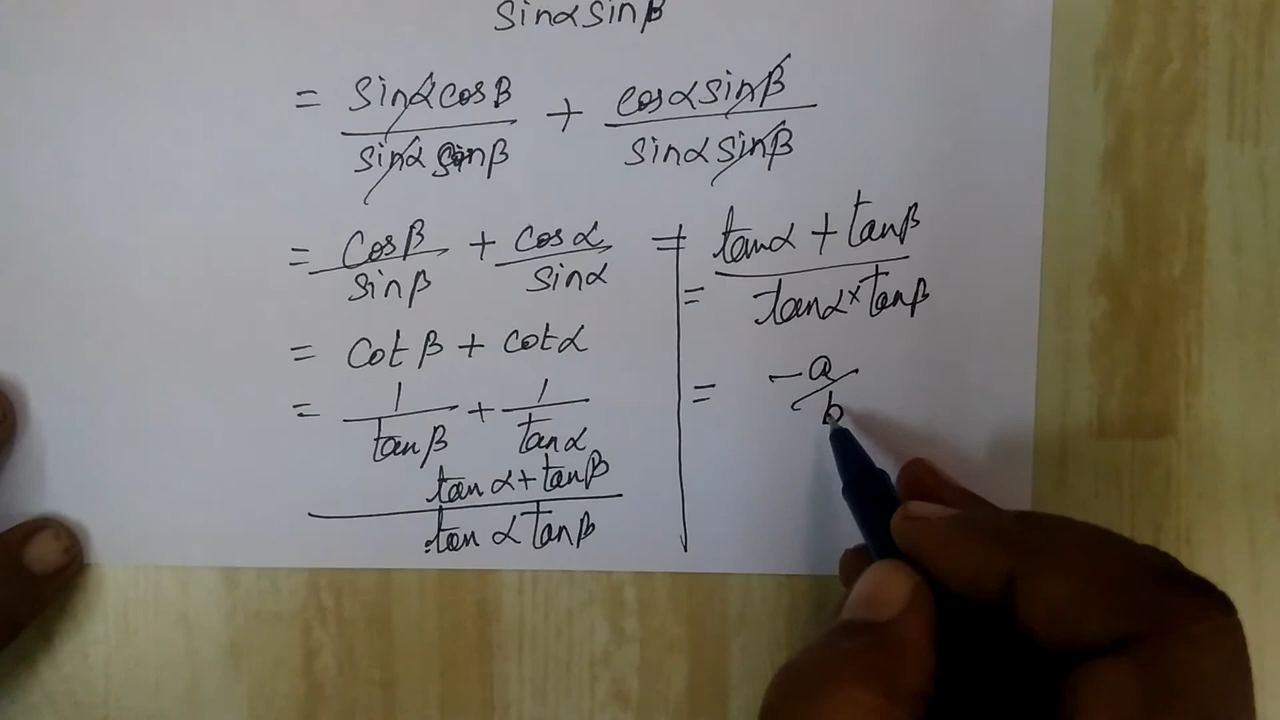 sinα sinβ
= sinα cosβ / sinα sinβ + cosα sinβ / sinα sinβ
= cosβ / sinβ + cosα / sinα
= cotβ + cotα
= 1 / tanβ + 1 / tanα
tanα + tanβ / tanα tanβ
= tanα + tanβ
= tanα × tanβ
= -a / b